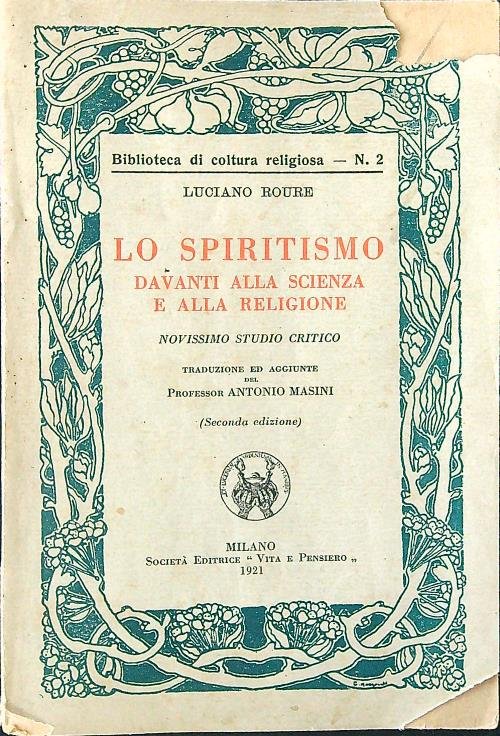 Biblioteca di coltura religiosa — N. 2
LUCIANO ROURE
LO SPIRITISMO
DAVANTI ALLA SCIENZA
E ALLA RELIGIONE
NOVISSIMO STUDIO CRITICO
TRADUZIONE ED AGGIUNTE
DEL
PROFESSOR ANTONIO MASINI
(Seconda edizione)
MILANO
SOCIETÀ EDITRICE “ VITA E PENSIERO „
1921